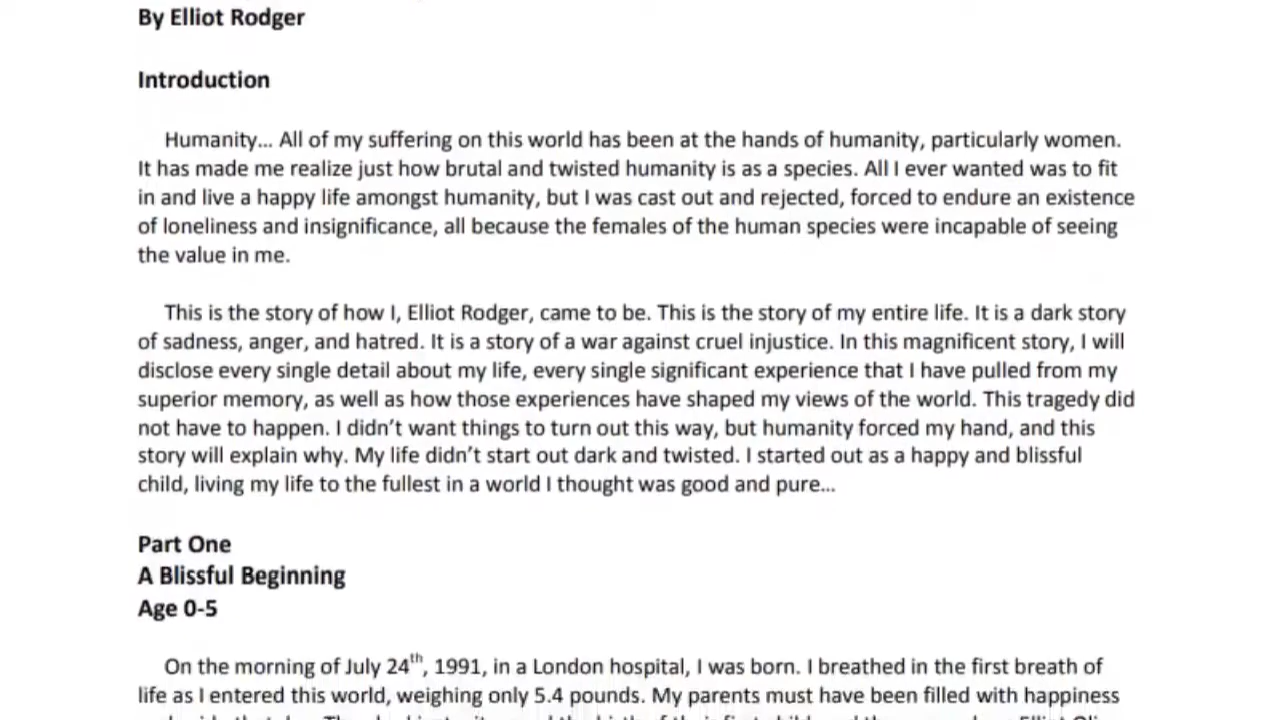 By Elliot Rodger
Introduction
Humanity... All of my suffering on this world has been at the hands of humanity, particularly women.
It has made me realize just how brutal and twisted humanity is as a species. All I ever wanted was to fit
in and live a happy life amongst humanity, but I was cast out and rejected, forced to endure an existence
of loneliness and insignificance, all because the females of the human species were incapable of seeing
the value in me.
This is the story of how I, Elliot Rodger, came to be. This is the story of my entire life. It is a dark story
of sadness, anger, and hatred. It is a story of a war against cruel injustice. In this magnificent story, I will
disclose every single detail about my life, every single significant experience that I have pulled from my
superior memory, as well as how those experiences have shaped my views of the world. This tragedy did
not have to happen. I didn't want things to turn out this way, but humanity forced my hand, and this
story will explain why. My life didn't start out dark and twisted. I started out as a happy and blissful
child, living my life to the fullest in a world I thought was good and pure...
Part One
A Blissful Beginning
Age 0-5
On the morning of July 24th, 1991, in a London hospital, I was born. I breathed in the first breath of
life as I entered this world, weighing only 5.4 pounds. My parents must have been filled with happiness